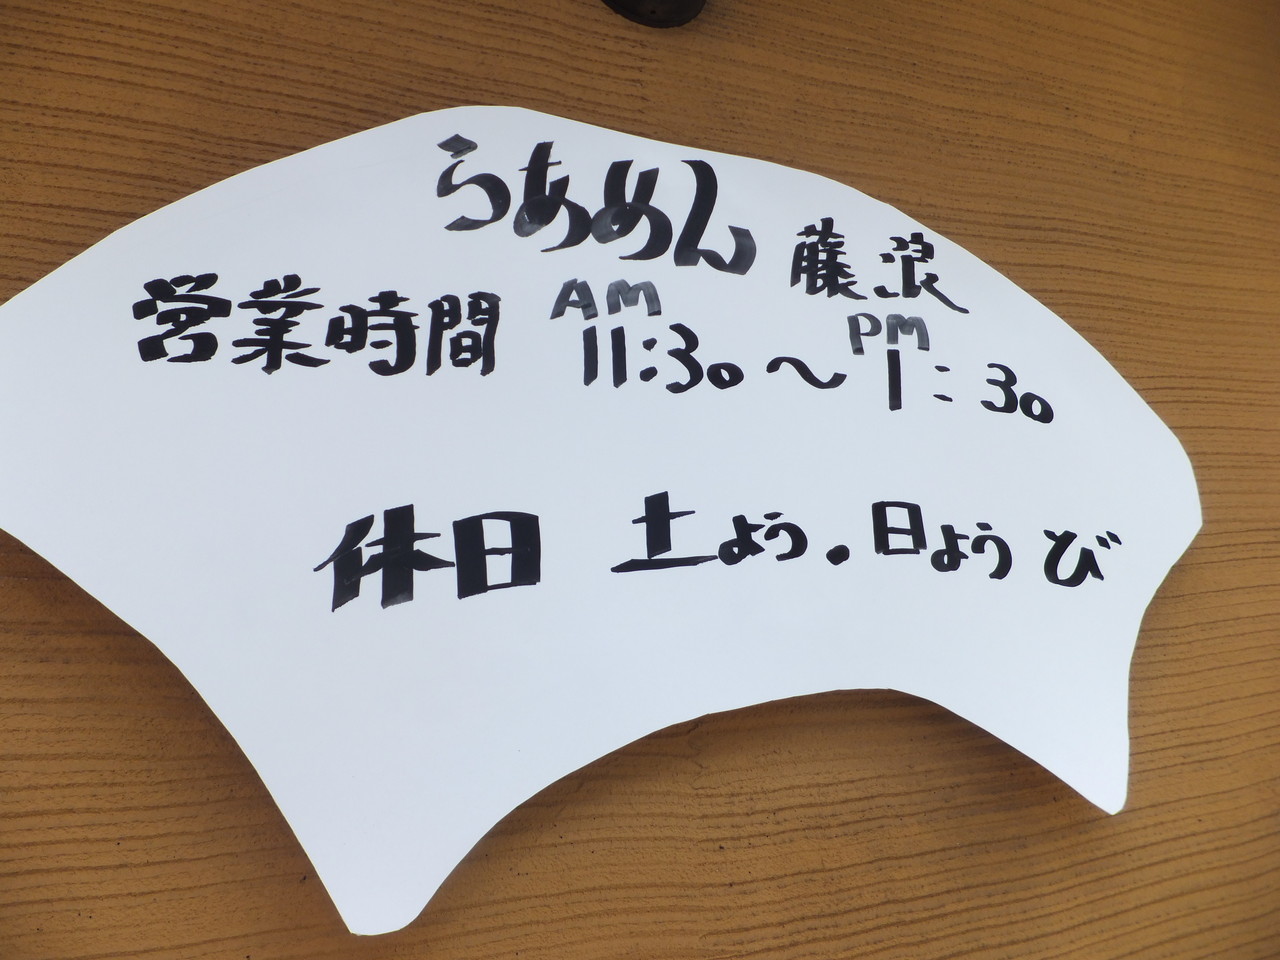 らあめん 藤浪
営業時間 AM 11:30〜PM 1:30
休日 土よう.日ようび